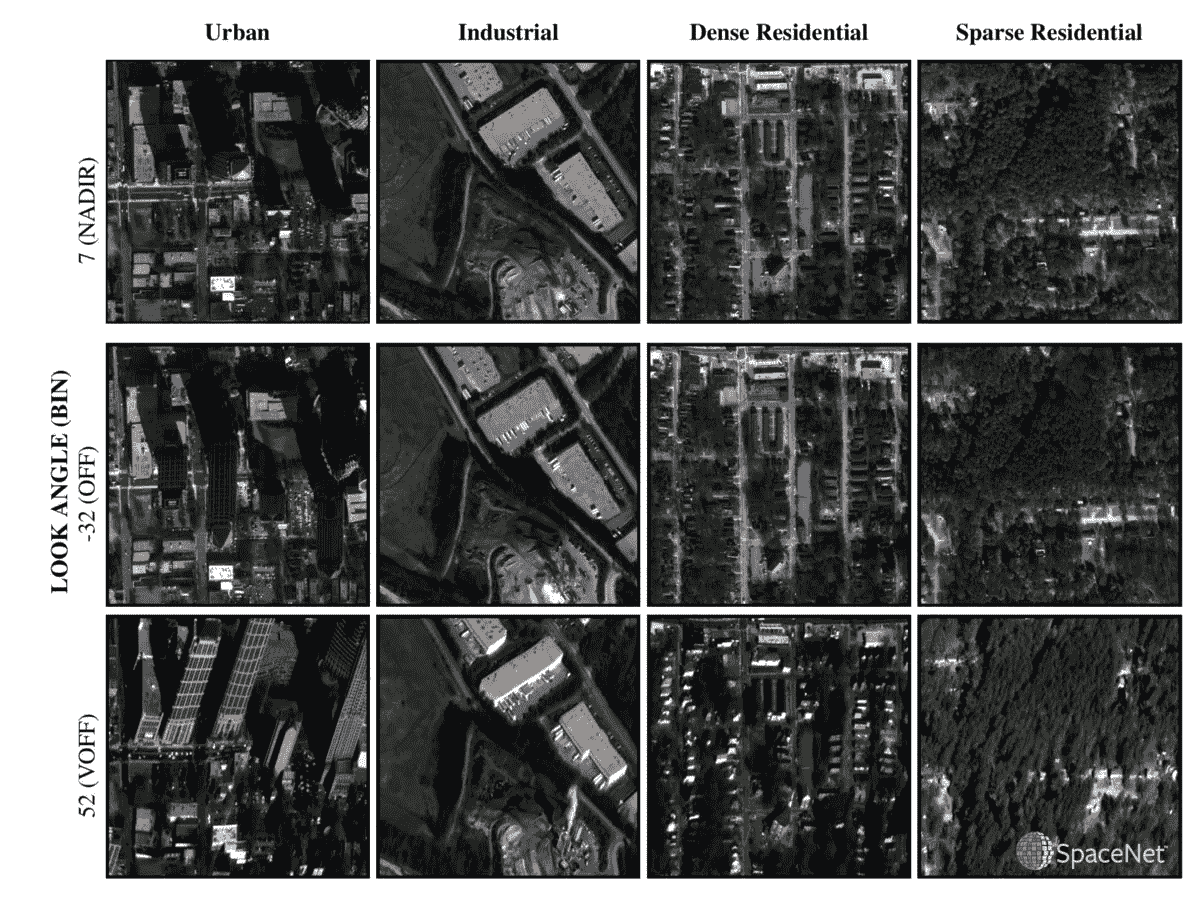 Urban
Industrial
Dense Residential
Sparse Residential
LOOK ANGLE (BIN)
7 (NADIR)
-32 (OFF)
52 (VOFF)
SpaceNet